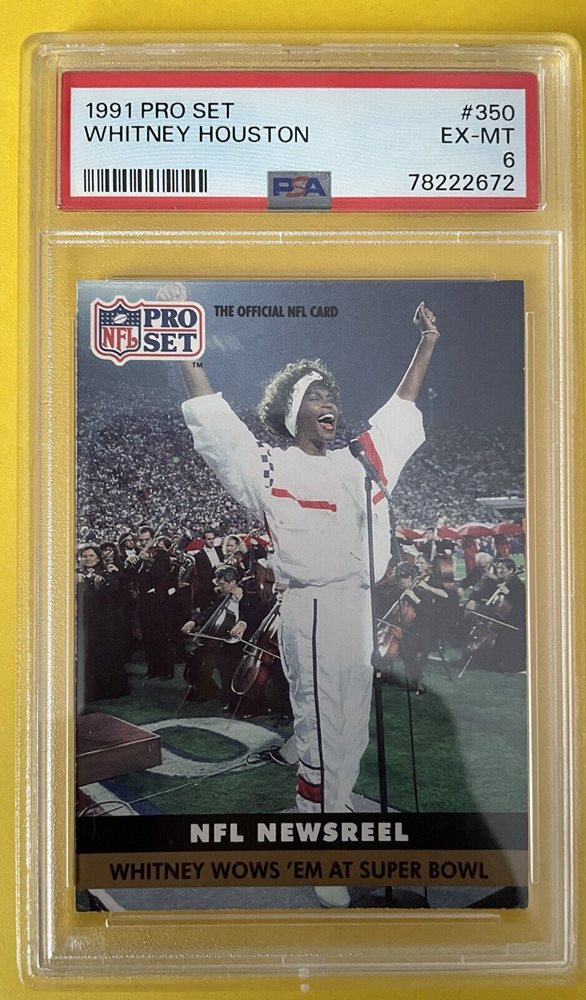 1991 PRO SET
#350
WHITNEY HOUSTON
EX-MT
6
PSA
78222672
NFL
PRO
SET
TM
THE OFFICIAL NFL CARD
NFL NEWSREEL
WHITNEY WOWS 'EM AT SUPER BOWL